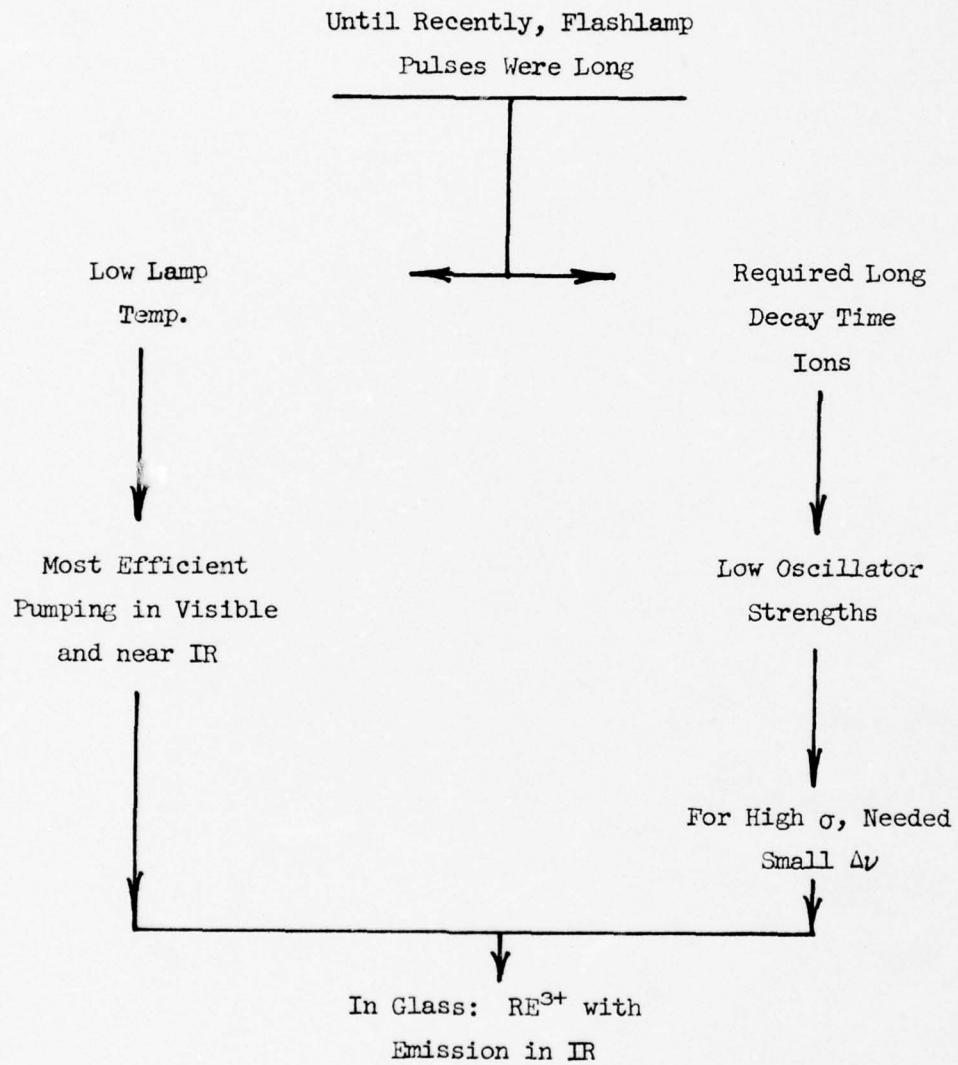 Until Recently, Flashlamp
Pulses Were Long
Low Lamp
Temp.
Required Long
Decay Time
Ions
Most Efficient
Pumping in Visible
and near IR
Low Oscillator
Strengths
For High σ, Needed
Small Δν
In Glass: RE³⁺ with
Emission in IR